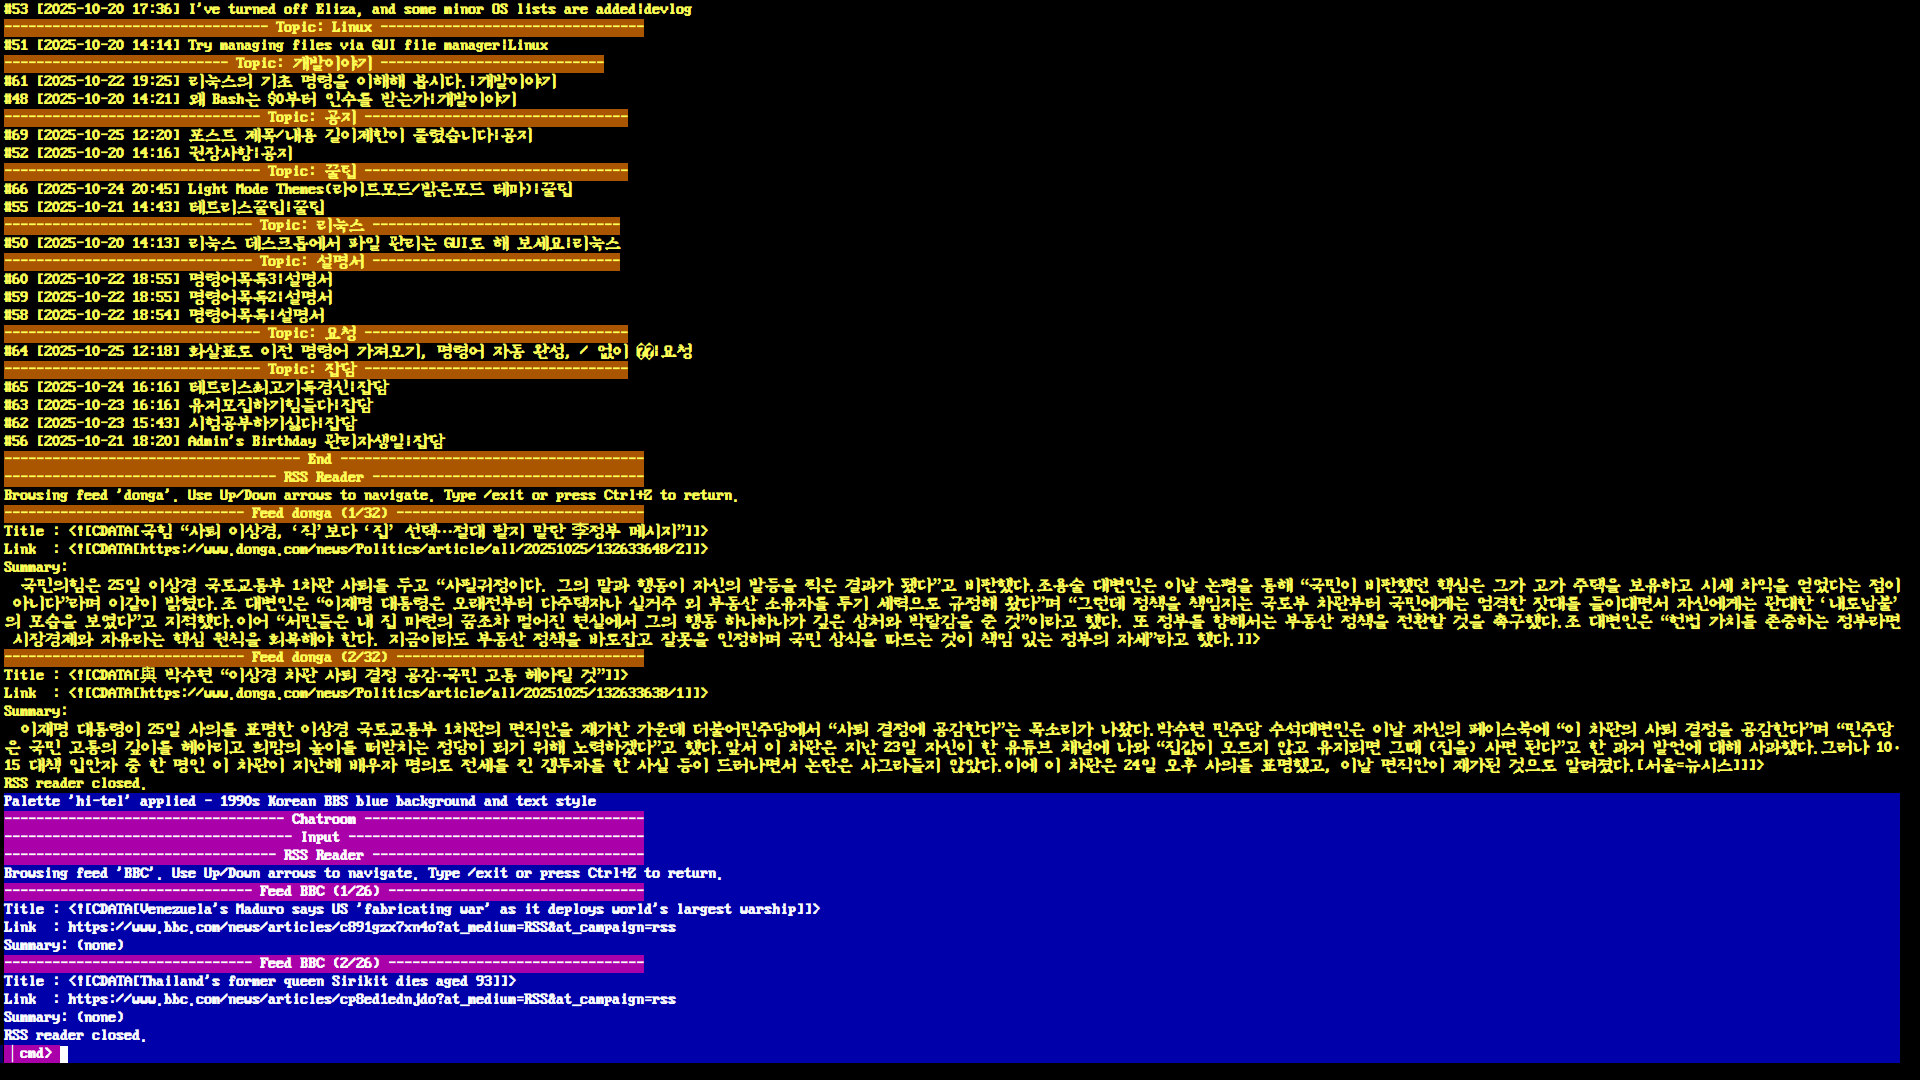 #53 [2025-10-20 17:36] I've turned off Eliza, and some minor OS lists are added|devlog
--------------------------------- Topic: Linux ---------------------------------
#51 [2025-10-20 14:14] Try managing files via GUI file manager|Linux
---------------------------- Topic: 개발이야기 ----------------------------
#61 [2025-10-22 19:25] 리눅스의 기초 명령을 이해해 봅시다.|개발이야기
#48 [2025-10-20 14:21] 왜 Bash는 $0부터 인수를 받는가|개발이야기
-------------------------------- Topic: 공지 ---------------------------------
#69 [2025-10-25 12:20] 포스트 제목/내용 길이제한이 풀렸습니다|공지
#52 [2025-10-20 14:16] 권장사항|공지
-------------------------------- Topic: 꿀팁 ---------------------------------
#66 [2025-10-24 20:45] Light Mode Themes(라이트모드/밝은모드 테마)|꿀팁
#55 [2025-10-21 14:43] 테트리스꿀팁|꿀팁
------------------------------- Topic: 리눅스 -------------------------------
#50 [2025-10-20 14:13] 리눅스 데스크톱에서 파일 관리는 GUI로 해 보세요|리눅스
------------------------------- Topic: 설명서 -------------------------------
#60 [2025-10-22 18:55] 명령어목록3|설명서
#59 [2025-10-22 18:55] 명령어목록2|설명서
#58 [2025-10-22 18:54] 명령어목록|설명서
-------------------------------- Topic: 요청 ---------------------------------
#64 [2025-10-25 12:18] 화살표로 이전 명령어 가져오기, 명령어 자동 완성, / 없이 ��|요청
-------------------------------- Topic: 잡담 ---------------------------------
#65 [2025-10-24 16:16] 테트리스최고기록경신|잡담
#63 [2025-10-23 16:16] 유저모집하기힘들다|잡담
#62 [2025-10-23 15:43] 시험공부하기싫다|잡담
#56 [2025-10-21 18:20] Admin's Birthday 관리자생일|잡담
------------------------------------- End --------------------------------------
---------------------------------- RSS Reader ----------------------------------
Browsing feed 'donga'. Use Up/Down arrows to navigate. Type /exit or press Ctrl+Z to return.
------------------------------- Feed donga (1/32) -------------------------------
Title : <![CDATA[국힘 “사퇴 이상경, ‘직’보다 ‘집’ 선택…절대 팔지 말란 李정부 메시지”]]>
Link  : <![CDATA[https://www.donga.com/news/Politics/article/all/20251025/132633648/2]]>
Summary:
국민의힘은 25일 이상경 국토교통부 1차관 사퇴를 두고 “사필귀정이다. 그의 말과 행동이 자신의 발등을 찍은 결과가 됐다”고 비판했다.조용술 대변인은 이날 논평을 통해 “국민이 비판했던 핵심은 그가 고가 주택을 보유하고 시세 차익을 얻었다는 점이
아니다”라며 이같이 밝혔다.조 대변인은 “이재명 대통령은 오래전부터 다주택자나 실거주 외 부동산 소유자를 투기 세력으로 규정해 왔다”며 “그런데 정책을 책임지는 국토부 차관부터 국민에게는 엄격한 잣대를 들이대면서 자신에게는 관대한 ‘내로남불’
의 모습을 보였다”고 지적했다.이어 “서민들은 내 집 마련의 꿈조차 멀어진 현실에서 그의 행동 하나하나가 깊은 상처와 박탈감을 준 것”이라고 했다. 또 정부를 향해서는 부동산 정책을 전환할 것을 촉구했다.조 대변인은 “헌법 가치를 존중하는 정부라면
시장경제와 자유라는 핵심 원칙을 회복해야 한다. 지금이라도 부동산 정책을 바로잡고 잘못을 인정하며 국민 상식을 따르는 것이 책임 있는 정부의 자세”라고 했다.]]>
------------------------------- Feed donga (2/32) -------------------------------
Title : <![CDATA[與 박수현 “이상경 차관 사퇴 결정 공감·국민 고통 헤아릴 것”]]>
Link  : <![CDATA[https://www.donga.com/news/Politics/article/all/20251025/132633638/1]]>
Summary:
이재명 대통령이 25일 사의를 표명한 이상경 국토교통부 1차관의 면직안을 재가한 가운데 더불어민주당에서 “사퇴 결정에 공감한다”는 목소리가 나왔다.박수현 민주당 수석대변인은 이날 자신의 페이스북에 “이 차관의 사퇴 결정을 공감한다”며 “민주당
은 국민 고통의 깊이를 헤아리고 희망의 높이를 떠받치는 정당이 되기 위해 노력하겠다”고 했다.앞서 이 차관은 지난 23일 자신이 한 유튜브 채널에 나와 “집값이 오르지 않고 유지되면 그때 (집을) 사면 된다”고 한 과거 발언에 대해 사과했다.그러나 10·
15 대책 입안자 중 한 명인 이 차관이 지난해 배우자 명의로 전세를 낀 갭투자를 한 사실 등이 드러나면서 논란은 사그라들지 않았다.이에 이 차관은 24일 오후 사의를 표명했고, 이날 면직안이 재가된 것으로 알려졌다.[서울=뉴시스]]]>
RSS reader closed.
Palette 'hi-tel' applied - 1990s Korean BBS blue background and text style
----------------------------------- Chatroom -----------------------------------
------------------------------------ Input -------------------------------------
---------------------------------- RSS Reader ----------------------------------
Browsing feed 'BBC'. Use Up/Down arrows to navigate. Type /exit or press Ctrl+Z to return.
------------------------------- Feed BBC (1/26) --------------------------------
Title : <![CDATA[Venezuela's Maduro says US 'fabricating war' as it deploys world's largest warship]]>
Link  : https://www.bbc.com/news/articles/c891gzx7xn4o?at_medium=RSS&at_campaign=rss
Summary: (none)
------------------------------- Feed BBC (2/26) --------------------------------
Title : <![CDATA[Thailand's former queen Sirikit dies aged 93]]>
Link  : https://www.bbc.com/news/articles/cp8ed1ednjdo?at_medium=RSS&at_campaign=rss
Summary: (none)
RSS reader closed.
|cmd>